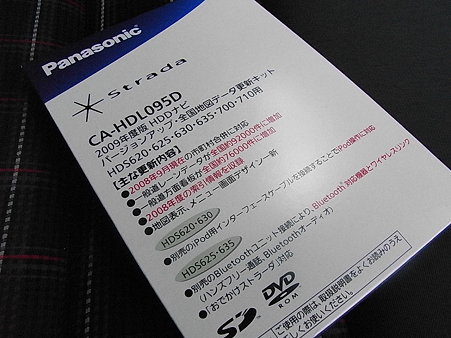 Panasonic
Strada
CA-HDL095D
2009年度版 HDDナビ
バージョンアップ・全国地図データ更新キット
HDS620・625・630・635・700・710用
【主な更新内容】
●2008年9月現在の市町村合併に対応
●一般道レーンデータが全国約92000件に増加
●一般道方面看板が全国約76000件に増加
●2008年度の索引情報を収録
●地図表示、メニュー画面デザイン一新
HDS620・630
●別売のiPod用インターフェースケーブルを接続することでiPod操作に対応
HDS625・635
●別売のBluetoothユニット接続により、Bluetooth対応機器とワイヤレスリンク
(ハンズフリー通話、Bluetoothオーディオ)
●「おでかけストラーダ」対応
SD
DVD
ROM
ご使用の際は、取扱説明書をよくお読みのうえ
正しくお使いください。